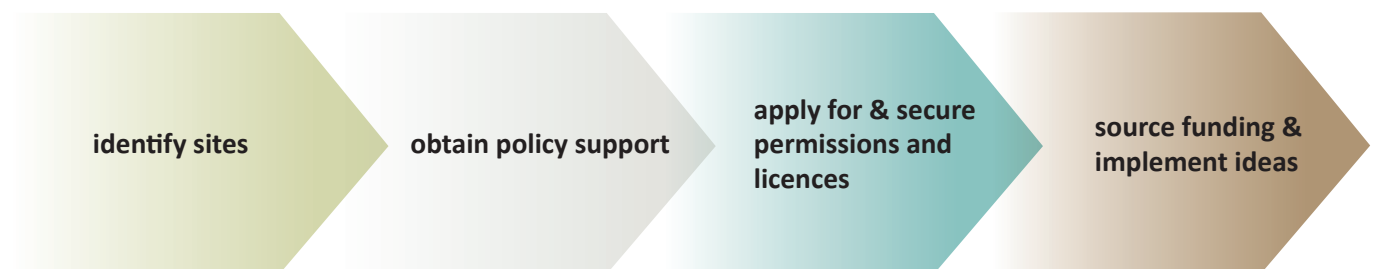 identify sites
obtain policy support
apply for & secure
permissions and
licences
source funding &
implement ideas